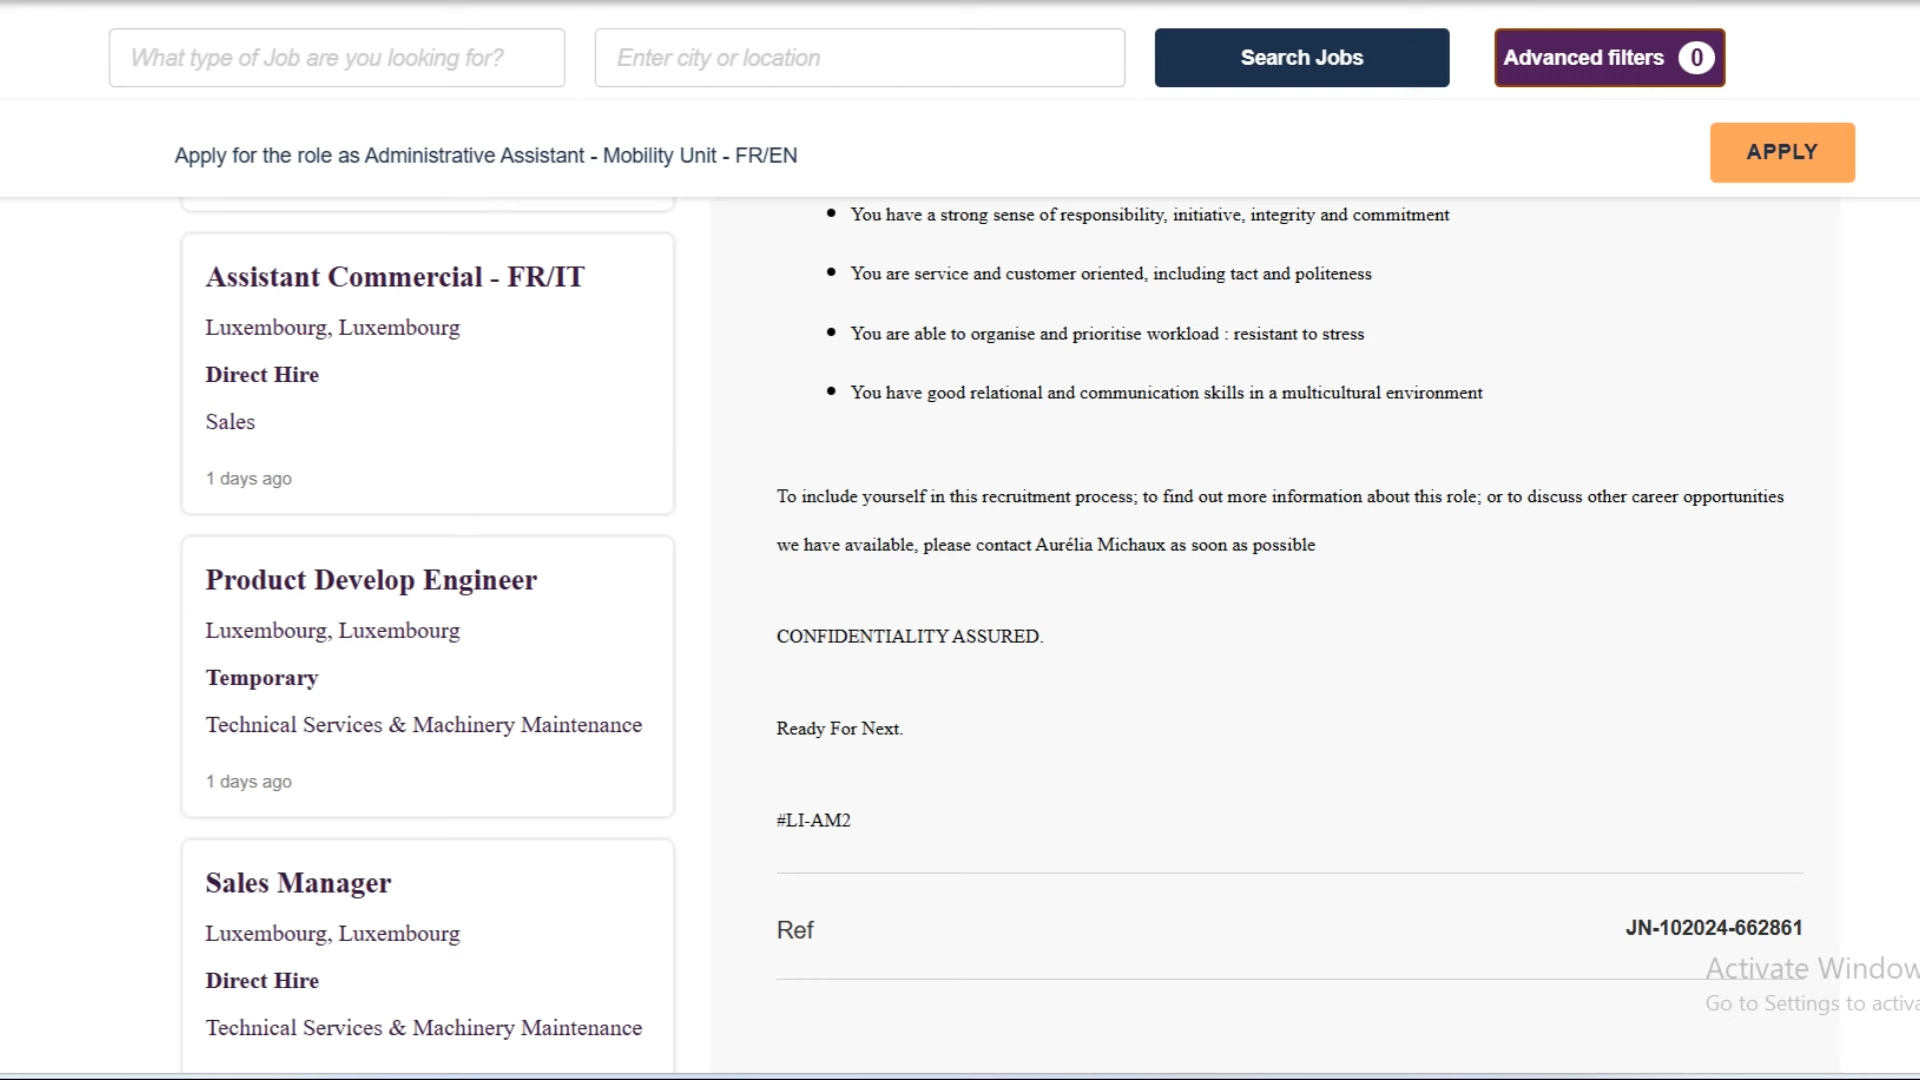 What type of Job are you looking for?
Enter city or location
Search Jobs
Advanced filters 0
Apply for the role as Administrative Assistant - Mobility Unit - FR/EN
APPLY
Assistant Commercial - FR/IT
Luxembourg, Luxembourg
Direct Hire
Sales
1 days ago
Product Develop Engineer
Luxembourg, Luxembourg
Temporary
Technical Services & Machinery Maintenance
1 days ago
Sales Manager
Luxembourg, Luxembourg
Direct Hire
Technical Services & Machinery Maintenance
• You have a strong sense of responsibility, initiative, integrity and commitment
• You are service and customer oriented, including tact and politeness
• You are able to organise and prioritise workload : resistant to stress
• You have good relational and communication skills in a multicultural environment
To include yourself in this recruitment process; to find out more information about this role; or to discuss other career opportunities
we have available, please contact Aurélia Michaux as soon as possible
CONFIDENTIALITY ASSURED.
Ready For Next.
#LI-AM2
Ref
JN-102024-662861
Activate Window
Go to Settings to activa